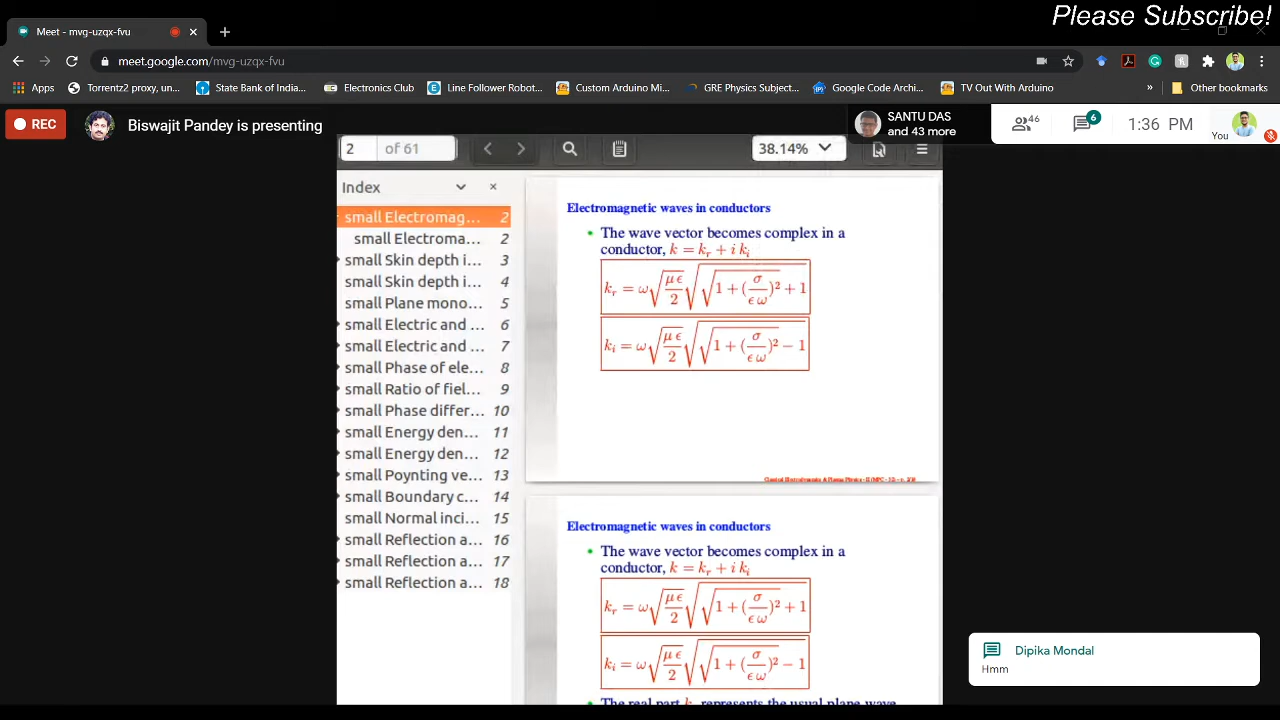 Please Subscribe!
Meet - mvg-uzqx-fvu
meet.google.com/mvg-uzqx-fvu
Apps Torrentz2 proxy, un... State Bank of India... Electronics Club Line Follower Robot... Custom Arduino Mi... GRE Physics Subject... Google Code Archi... TV Out With Arduino » Other bookmarks
REC Biswajit Pandey is presenting
SANTU DAS
and 43 more
46
6
1:36 PM
You
2 of 61
38.14%
Index
small Electromag... 2
small Electroma... 2
small Skin depth i... 3
small Skin depth i... 4
small Plane mono... 5
small Electric and ... 6
small Electric and ... 7
small Phase of ele... 8
small Ratio of fiel... 9
small Phase differ... 10
small Energy den... 11
small Energy den... 12
small Poynting ve... 13
small Boundary c... 14
small Normal inci... 15
small Reflection a... 16
small Reflection a... 17
small Reflection a... 18
Electromagnetic waves in conductors
• The wave vector becomes complex in a
conductor, k = k_r + i k_i
k_r = ω√(μ ε/2) √(√(1 + (σ/ε ω)²) + 1)
k_i = ω√(μ ε/2) √(√(1 + (σ/ε ω)²) − 1)
Electromagnetic waves in conductors
• The wave vector becomes complex in a
conductor, k = k_r + i k_i
k_r = ω√(μ ε/2) √(√(1 + (σ/ε ω)²) + 1)
k_i = ω√(μ ε/2) √(√(1 + (σ/ε ω)²) − 1)
• The real part k_r represents the usual plane wave
Dipika Mondal
Hmm